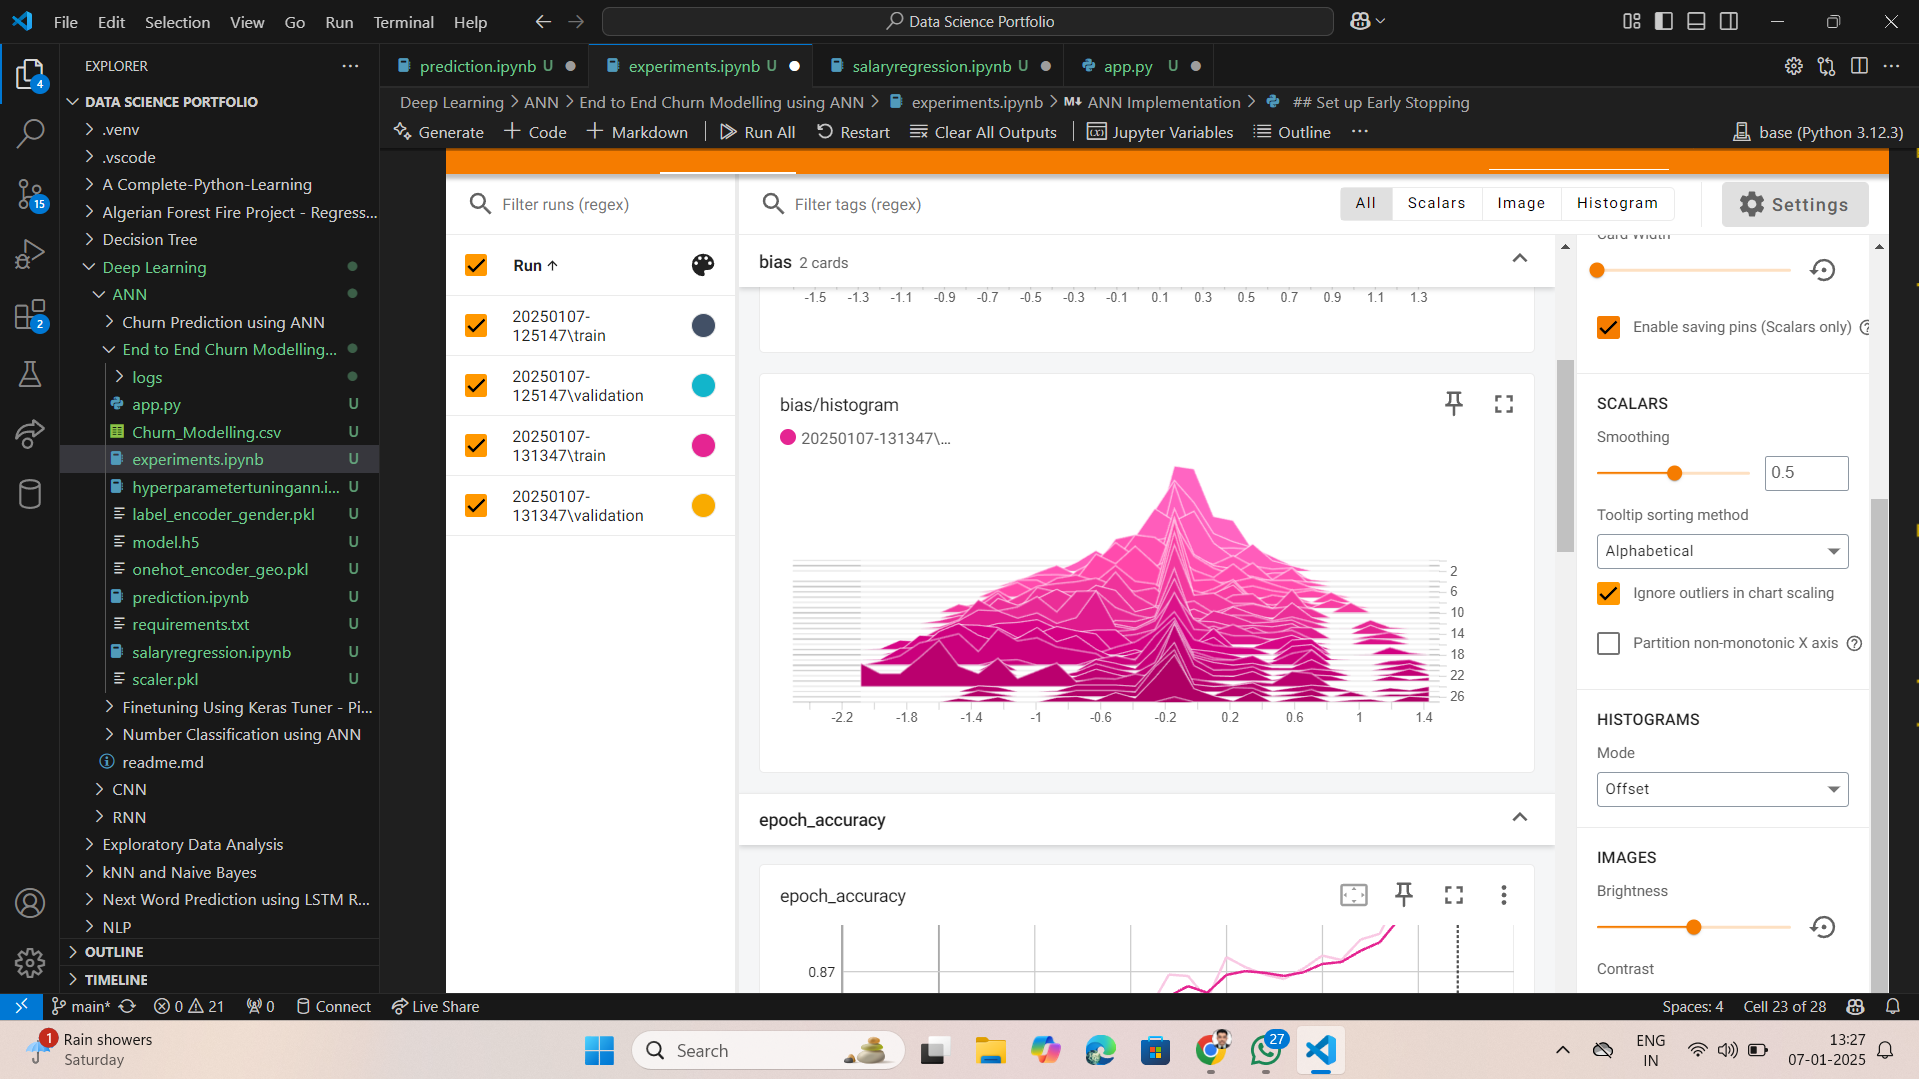 File Edit Selection View Go Run Terminal Help
Data Science Portfolio
EXPLORER
prediction.ipynb U
experiments.ipynb U
salaryregression.ipynb U
app.py U
4
15
2
DATA SCIENCE PORTFOLIO
.venv
.vscode
A Complete-Python-Learning
Algerian Forest Fire Project - Regress...
Decision Tree
Deep Learning
ANN
Churn Prediction using ANN
End to End Churn Modelling...
logs
app.py U
Churn_Modelling.csv U
experiments.ipynb U
hyperparametertuningann.i... U
label_encoder_gender.pkl U
model.h5 U
onehot_encoder_geo.pkl U
prediction.ipynb U
requirements.txt U
salaryregression.ipynb U
scaler.pkl U
Finetuning Using Keras Tuner - Pi...
Number Classification using ANN
readme.md
CNN
RNN
Exploratory Data Analysis
kNN and Naive Bayes
Next Word Prediction using LSTM R...
NLP
OUTLINE
TIMELINE
Deep Learning > ANN > End to End Churn Modelling using ANN > experiments.ipynb > M↓ ANN Implementation > ## Set up Early Stopping
Generate + Code + Markdown Run All Restart Clear All Outputs Jupyter Variables Outline ...
base (Python 3.12.3)
Filter runs (regex)
Run ↑
20250107-
125147\train
20250107-
125147\validation
20250107-
131347\train
20250107-
131347\validation
Filter tags (regex)
All Scalars Image Histogram
Settings
bias 2 cards
-1.5 -1.3 -1.1 -0.9 -0.7 -0.5 -0.3 -0.1 0.1 0.3 0.5 0.7 0.9 1.1 1.3
bias/histogram
20250107-131347\...
2
6
10
14
18
22
26
-2.2 -1.8 -1.4 -1 -0.6 -0.2 0.2 0.6 1 1.4
epoch_accuracy
epoch_accuracy
0.87
Card Width
Enable saving pins (Scalars only)
SCALARS
Smoothing
0.5
Tooltip sorting method
Alphabetical
Ignore outliers in chart scaling
Partition non-monotonic X axis
HISTOGRAMS
Mode
Offset
IMAGES
Brightness
Contrast
main* 0 21 0 Connect Live Share
Spaces: 4 Cell 23 of 28
1
Rain showers
Saturday
Search
27
ENG
IN
13:27
07-01-2025